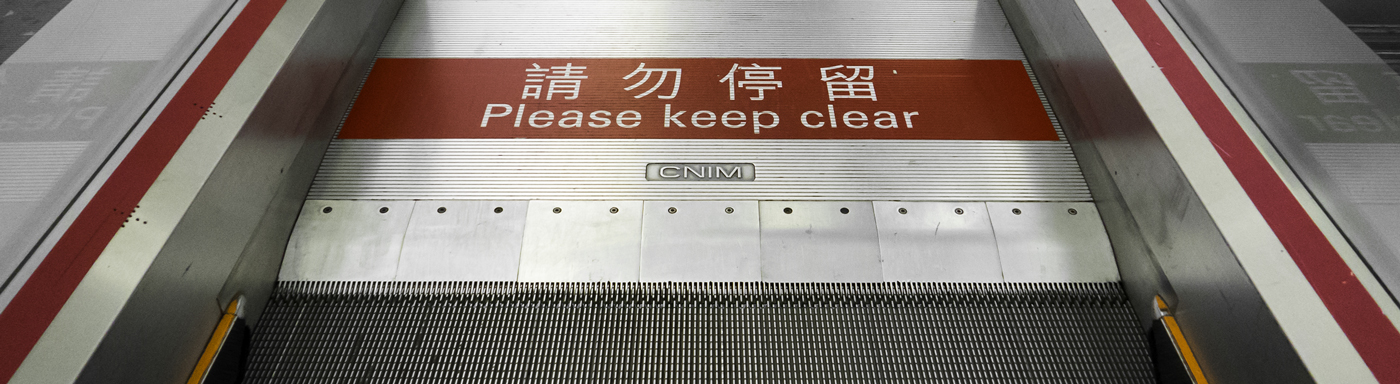 請勿停留
Please keep clear
CNIM